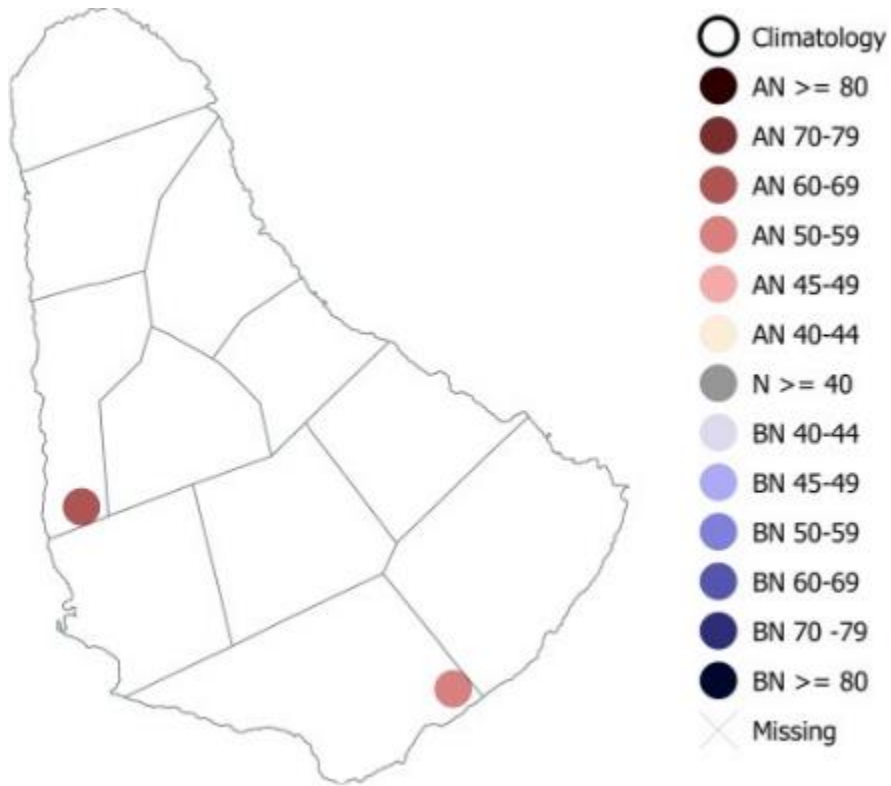 Climatology
AN >= 80
AN 70-79
AN 60-69
AN 50-59
AN 45-49
AN 40-44
N >= 40
BN 40-44
BN 45-49
BN 50-59
BN 60-69
BN 70 -79
BN >= 80
Missing